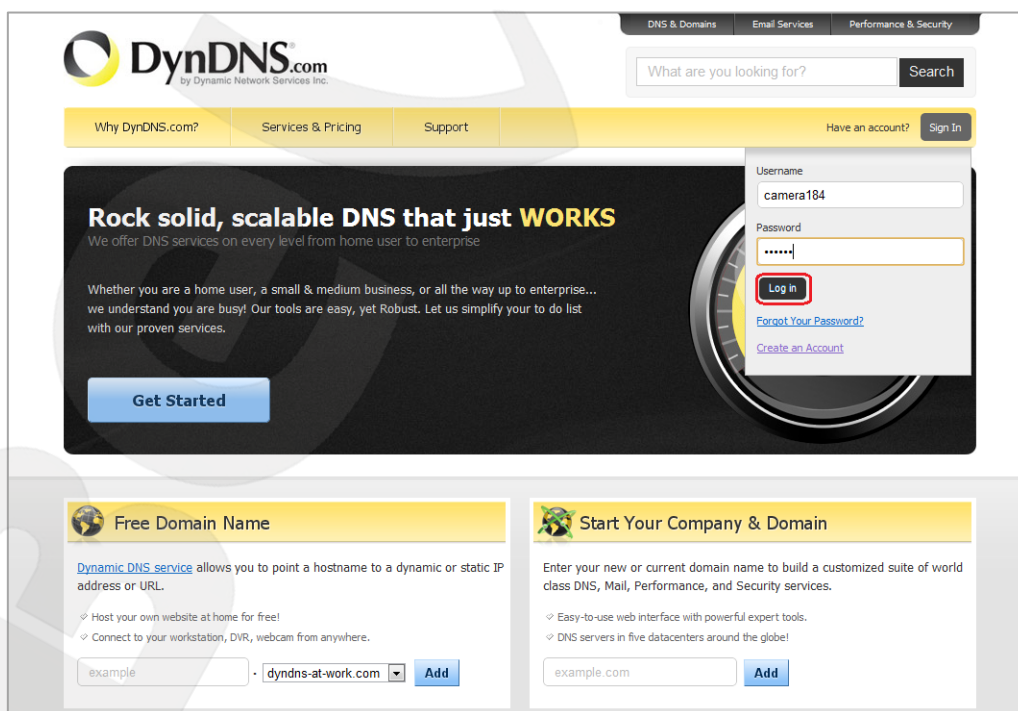 DNS & Domains Email Services Performance & Security
DynDNS.com
by Dynamic Network Services Inc.
What are you looking for? Search
Why DynDNS.com? Services & Pricing Support Have an account? Sign In
Username
camera184
Password
••••••
Log in
Forgot Your Password?
Create an Account
Rock solid, scalable DNS that just WORKS
We offer DNS services on every level from home user to enterprise
Whether you are a home user, a small & medium business, or all the way up to enterprise...
we understand you are busy! Our tools are easy, yet Robust. Let us simplify your to do list
with our proven services.
Get Started
Free Domain Name
Dynamic DNS service allows you to point a hostname to a dynamic or static IP
address or URL.
Host your own website at home for free!
Connect to your workstation, DVR, webcam from anywhere.
example . dyndns-at-work.com Add
Start Your Company & Domain
Enter your new or current domain name to build a customized suite of world
class DNS, Mail, Performance, and Security services.
Easy-to-use web interface with powerful expert tools.
DNS servers in five datacenters around the globe!
example.com Add